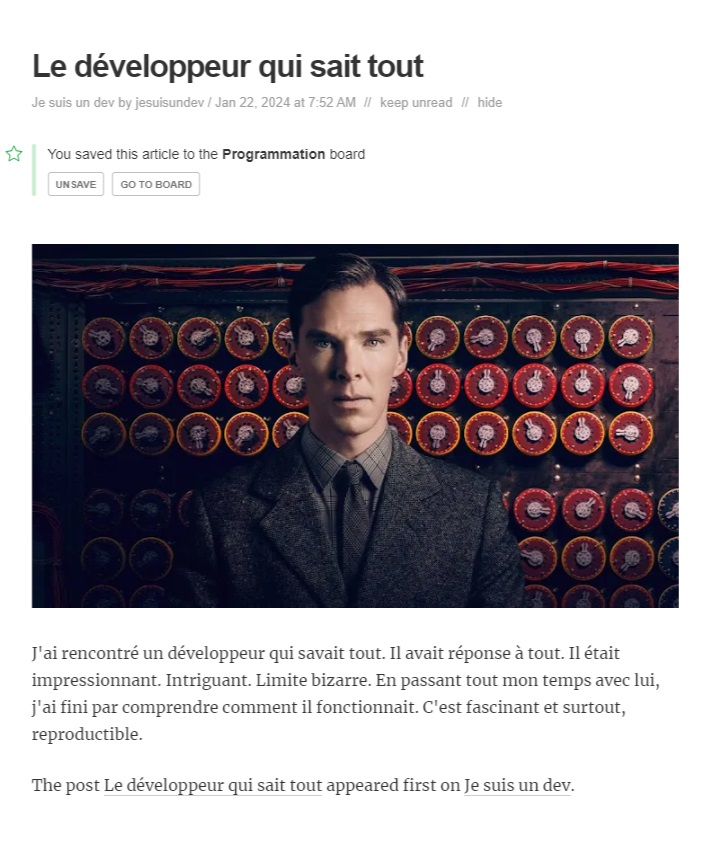 Le développeur qui sait tout
Je suis un dev by jesuisundev / Jan 22, 2024 at 7:52 AM // keep unread // hide
You saved this article to the Programmation board
UNSAVE GO TO BOARD
J'ai rencontré un développeur qui savait tout. Il avait réponse à tout. Il était
impressionnant. Intriguant. Limite bizarre. En passant tout mon temps avec lui,
j'ai fini par comprendre comment il fonctionnait. C'est fascinant et surtout,
reproductible.
The post Le développeur qui sait tout appeared first on Je suis un dev.